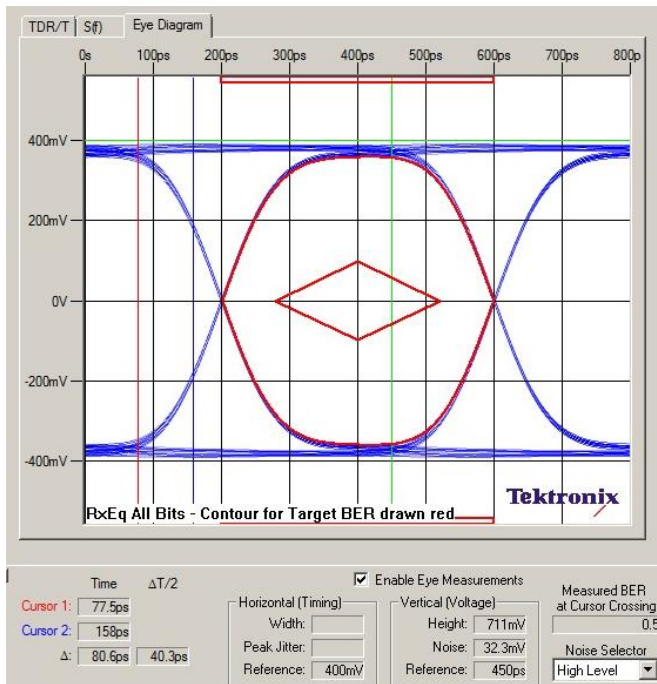 TDR/T S(f) Eye Diagram
0s 100ps 200ps 300ps 400ps 500ps 600ps 700ps 800p
400mV
200mV
0V
-200mV
-400mV
Tektronix
RxEq All Bits - Contour for Target BER drawn red
Time ΔT/2
Cursor 1: 77.5ps
Cursor 2: 158ps
Δ: 80.6ps 40.3ps
Enable Eye Measurements
Horizontal (Timing)
Width:
Peak Jitter:
Reference: 400mV
Vertical (Voltage)
Height: 711mV
Noise: 32.3mV
Reference: 450ps
Measured BER
at Cursor Crossing
0.5
Noise Selector
High Level